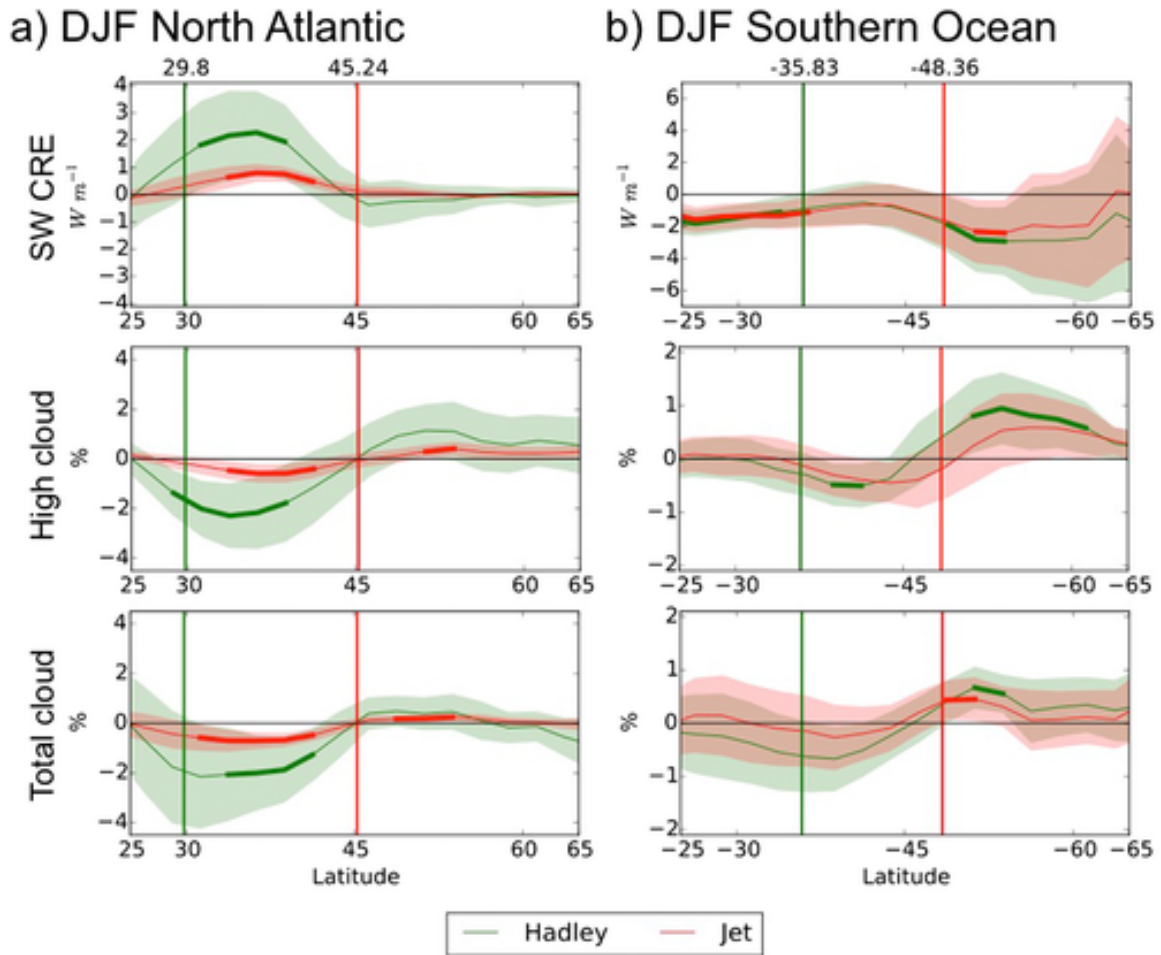 a) DJF North Atlantic
b) DJF Southern Ocean
29.8 45.24
-35.83 -48.36
SW CRE
W m⁻¹
4
3
2
1
0
−1
−2
−3
−4
25 30 45 60 65
W m⁻¹
6
4
2
0
−2
−4
−6
−25 −30 −45 −60 −65
High cloud
%
4
2
0
−2
−4
25 30 45 60 65
%
2
1
0
−1
−2
−25 −30 −45 −60 −65
Total cloud
%
4
2
0
−2
−4
25 30 45 60 65
Latitude
%
2
1
0
−1
−2
−25 −30 −45 −60 −65
Latitude
Hadley Jet